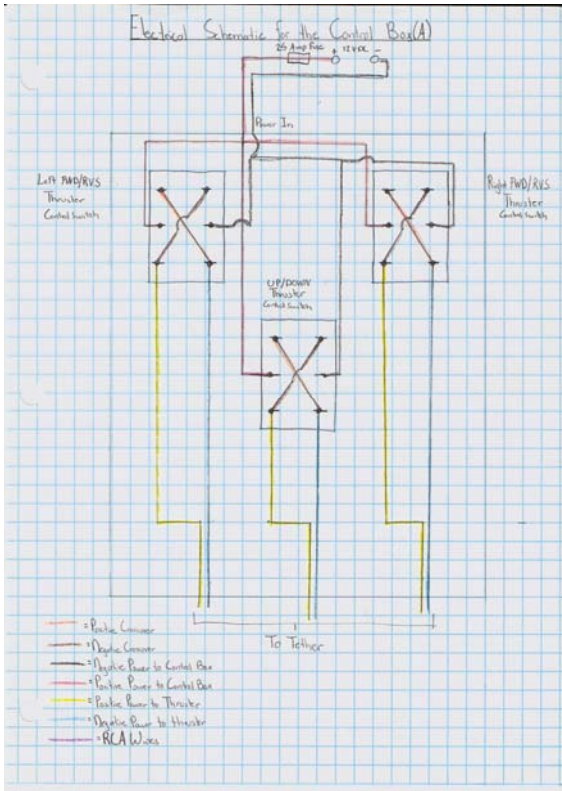 Electrical Schematic for the Control Box(A)
25 Amp Fuse
+ 12 VDC -
Power In
Left FWD/RVS
Thruster
Control Switch
Right FWD/RVS
Thruster
Control Switch
UP/DOWN
Thruster
Control Switch
To Tether
= Positive Crossover
= Negative Crossover
= Negative Power to Control Box
= Positive Power to Control Box
= Positive Power to Thruster
= Negative Power to thruster
= RCA Wires